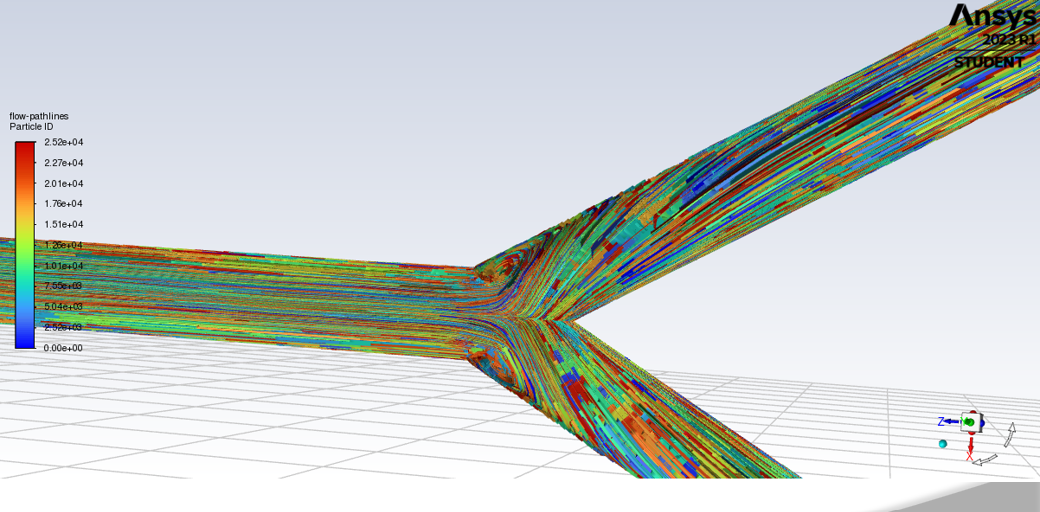 Ansys
2023 R1
STUDENT
flow-pathlines
Particle ID
2.52e+04
2.27e+04
2.01e+04
1.76e+04
1.51e+04
1.26e+04
1.01e+04
7.55e+03
5.04e+03
2.52e+03
0.00e+00
Z
X